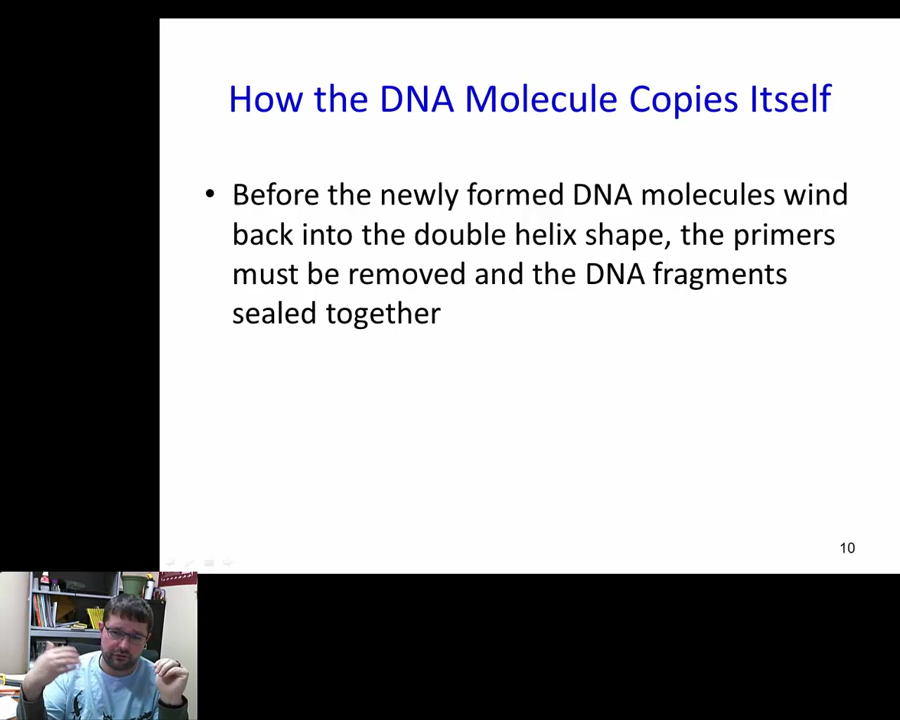 How the DNA Molecule Copies Itself
• Before the newly formed DNA molecules wind
back into the double helix shape, the primers
must be removed and the DNA fragments
sealed together
10